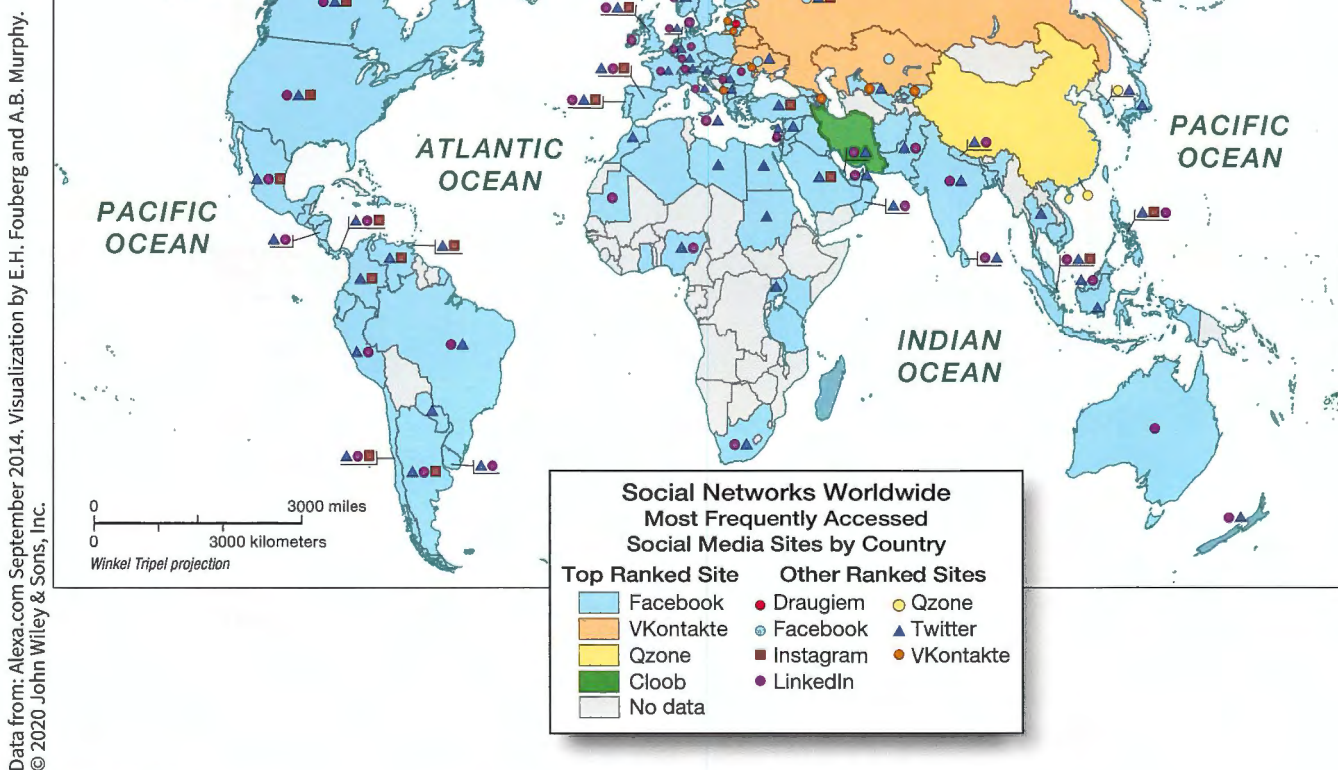 Data from: Alexa.com September 2014. Visualization by E.H. Fouberg and A.B. Murphy.
© 2020 John Wiley & Sons, Inc.
ATLANTIC
OCEAN
PACIFIC
OCEAN
PACIFIC
OCEAN
INDIAN
OCEAN
0 3000 miles
0 3000 kilometers
Winkel Tripel projection
Social Networks Worldwide
Most Frequently Accessed
Social Media Sites by Country
Top Ranked Site Other Ranked Sites
Facebook Draugiem Qzone
VKontakte Facebook Twitter
Qzone Instagram VKontakte
Cloob LinkedIn
No data